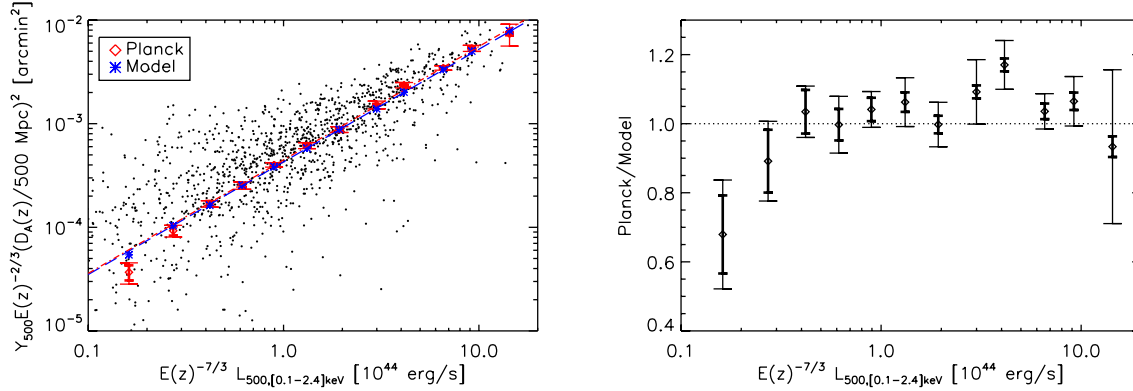 Y₅₀₀E(z)⁻²/³(D_A(z)/500 Mpc)² [arcmin²]
10⁻²
10⁻³
10⁻⁴
10⁻⁵
Planck
Model
0.1
1.0
10.0
E(z)⁻⁷/³ L₅₀₀,[0.1−2.4]keV [10⁴⁴ erg/s]
Planck/Model
1.2
1.0
0.8
0.6
0.4
0.1
1.0
10.0
E(z)⁻⁷/³ L₅₀₀,[0.1−2.4]keV [10⁴⁴ erg/s]